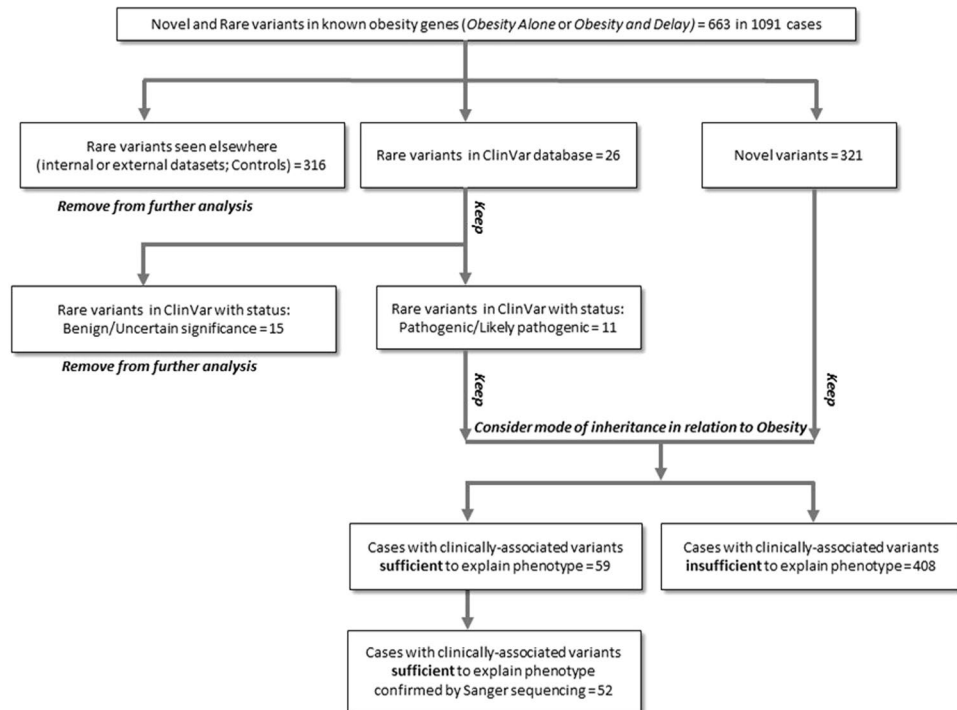 Novel and Rare variants in known obesity genes (Obesity Alone or Obesity and Delay) = 663 in 1091 cases
Rare variants seen elsewhere
(internal or external datasets; Controls) = 316
Rare variants in ClinVar database = 26
Novel variants = 321
Remove from further analysis
Keep
Rare variants in ClinVar with status:
Benign/Uncertain significance = 15
Rare variants in ClinVar with status:
Pathogenic/Likely pathogenic = 11
Remove from further analysis
Keep
Keep
Consider mode of inheritance in relation to Obesity
Cases with clinically-associated variants
sufficient to explain phenotype = 59
Cases with clinically-associated variants
insufficient to explain phenotype = 408
Cases with clinically-associated variants
sufficient to explain phenotype
confirmed by Sanger sequencing = 52